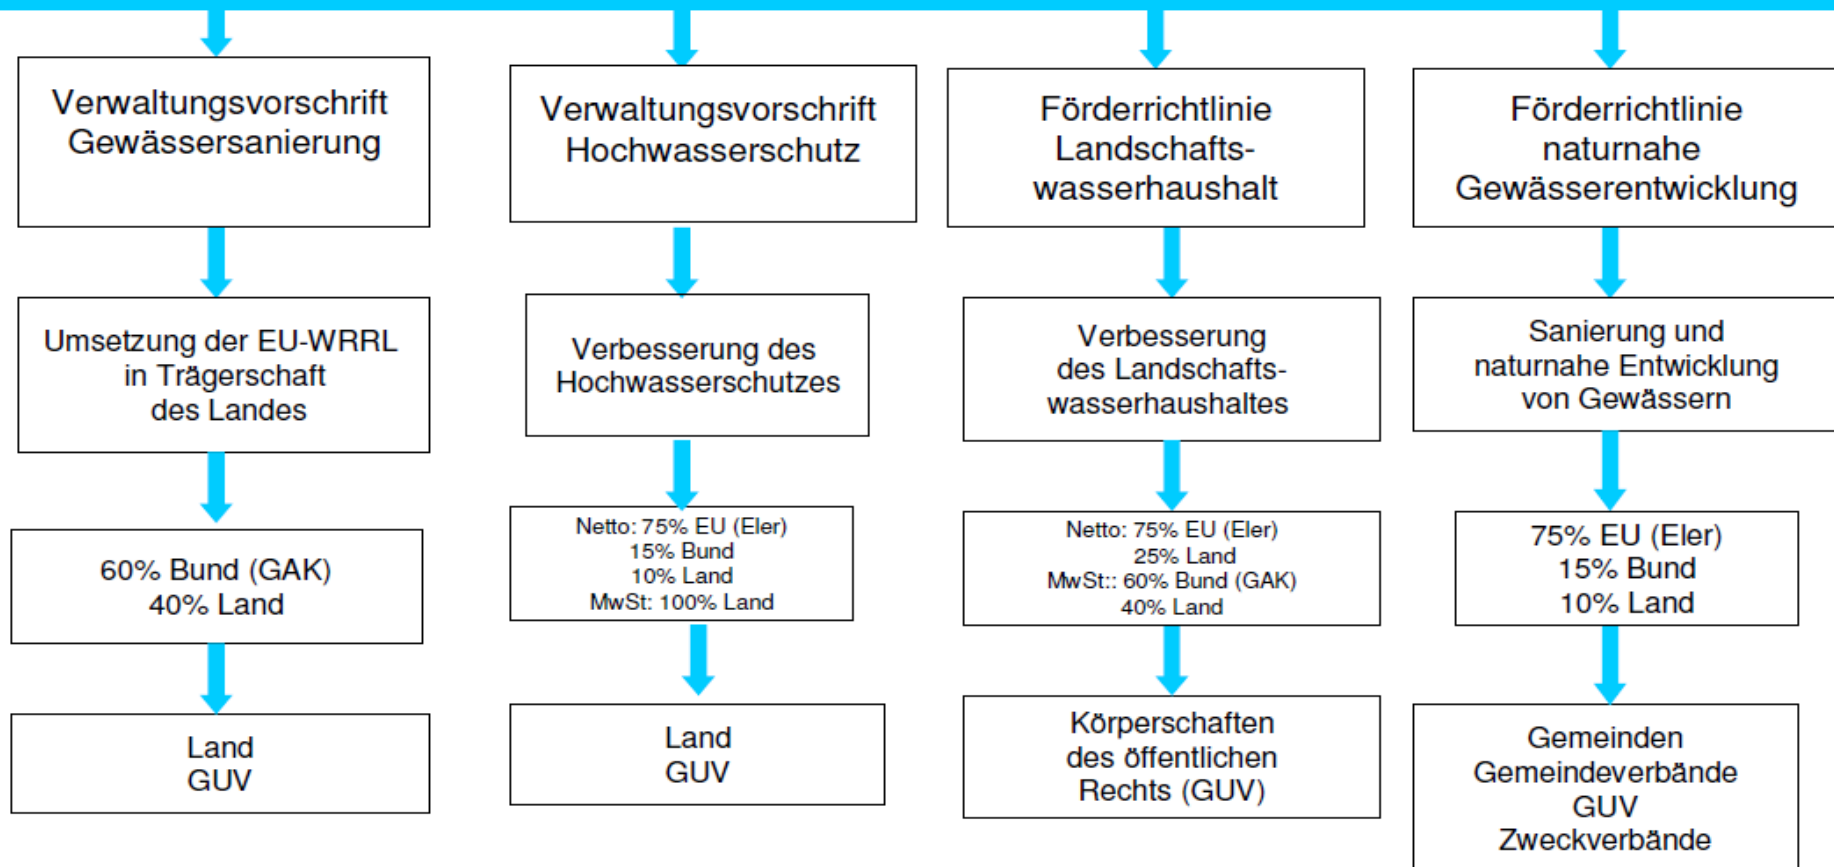 Verwaltungsvorschrift
Gewässersanierung
Verwaltungsvorschrift
Hochwasserschutz
Förderrichtlinie
Landschafts-
wasserhaushalt
Förderrichtlinie
naturnahe
Gewässerentwicklung
Umsetzung der EU-WRRL
in Trägerschaft
des Landes
Verbesserung des
Hochwasserschutzes
Verbesserung
des Landschafts-
wasserhaushaltes
Sanierung und
naturnahe Entwicklung
von Gewässern
60% Bund (GAK)
40% Land
Netto: 75% EU (Eler)
15% Bund
10% Land
MwSt: 100% Land
Netto: 75% EU (Eler)
25% Land
MwSt:: 60% Bund (GAK)
40% Land
75% EU (Eler)
15% Bund
10% Land
Land
GUV
Land
GUV
Körperschaften
des öffentlichen
Rechts (GUV)
Gemeinden
Gemeindeverbände
GUV
Zweckverbände